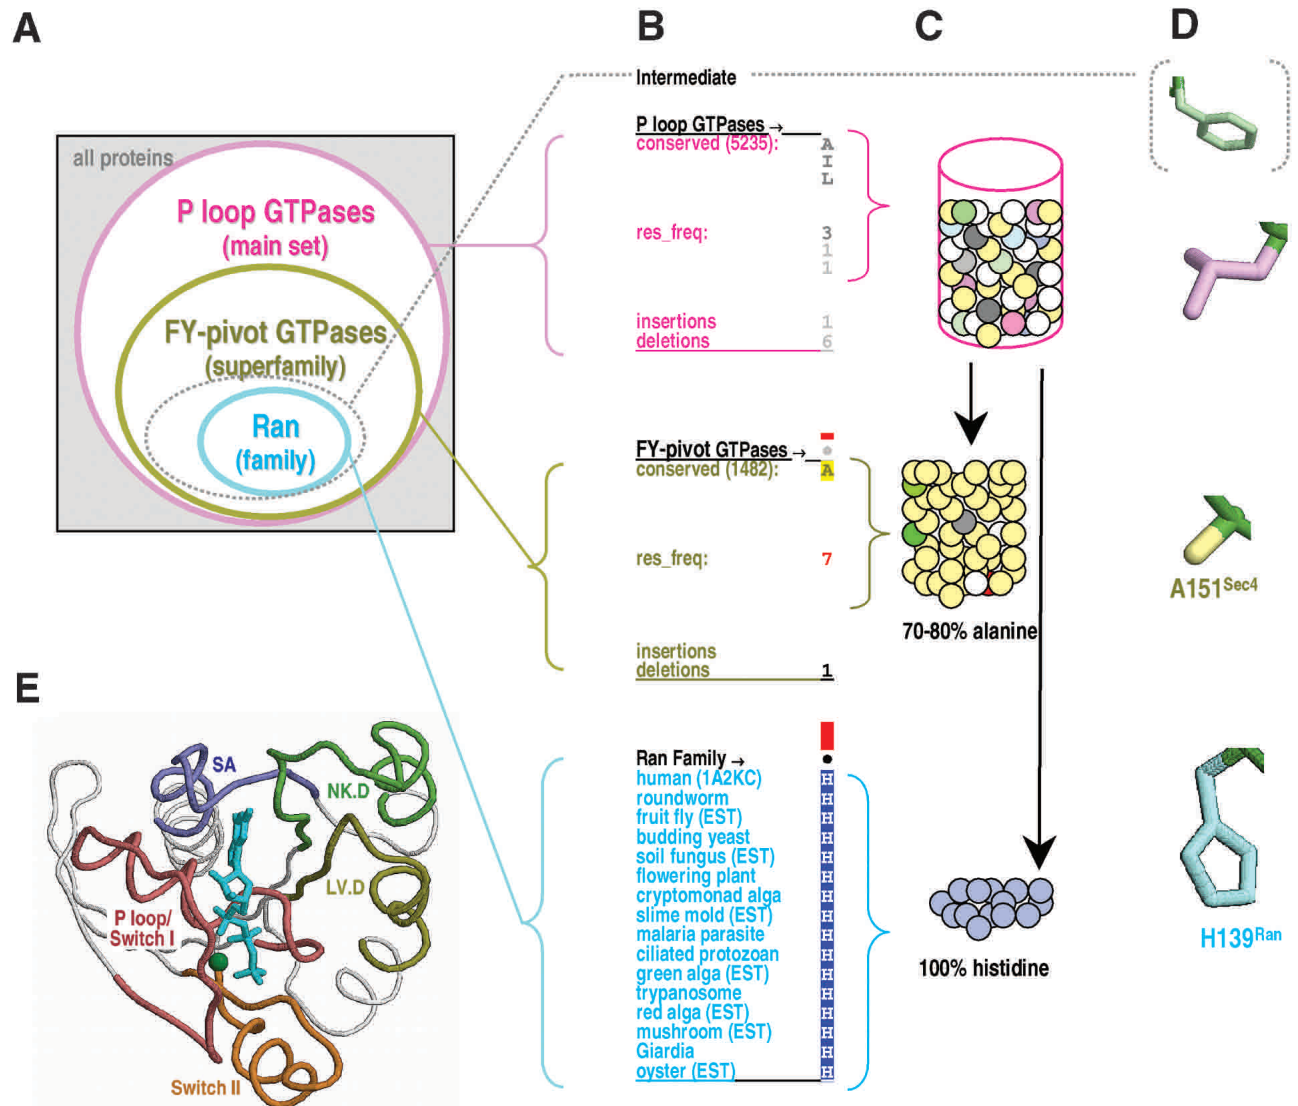 A
B
C
D
Intermediate
P loop GTPases →
conserved (5235):
A
I
L
res_freq:
3
1
1
insertions
1
deletions
6
all proteins
P loop GTPases
(main set)
FY-pivot GTPases
(superfamily)
Ran
(family)
FY-pivot GTPases →
conserved (1482):
A
res_freq:
7
insertions
deletions
1
70-80% alanine
A151Sec4
Ran Family →
human (1A2KC) H
roundworm H
fruit fly (EST) H
budding yeast H
soil fungus (EST) H
flowering plant H
cryptomonad alga H
slime mold (EST) H
malaria parasite H
ciliated protozoan H
green alga (EST) H
trypanosome H
red alga (EST) H
mushroom (EST) H
Giardia H
oyster (EST) H
100% histidine
H139Ran
E
SA
NK.D
LV.D
P loop/
Switch I
Switch II